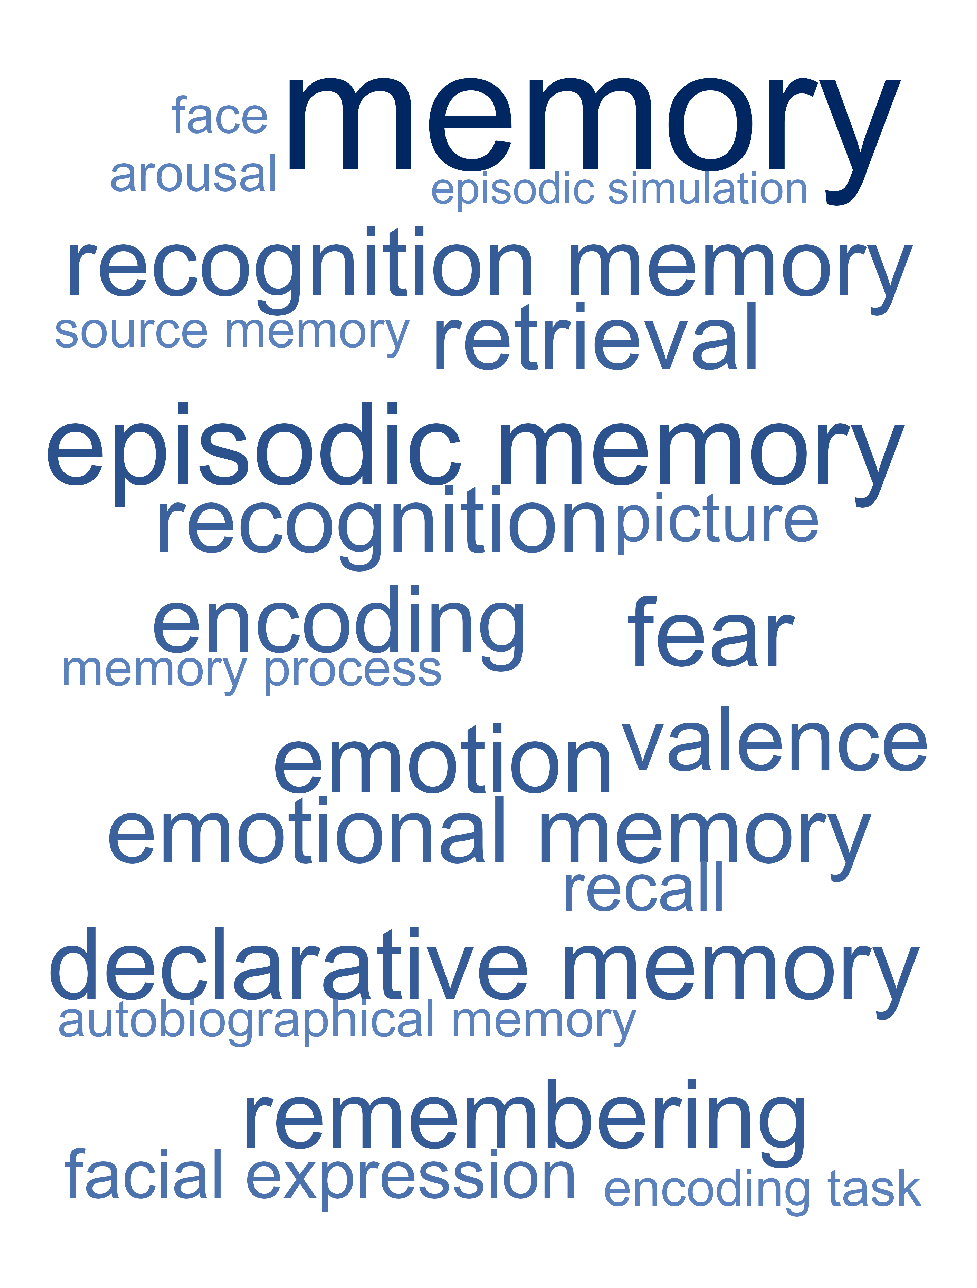 face memory
arousal
episodic simulation
recognition memory
source memory retrieval
episodic memory
recognition picture
encoding fear
memory process
emotion valence
emotional memory
recall
declarative memory
autobiographical memory
remembering
facial expression encoding task